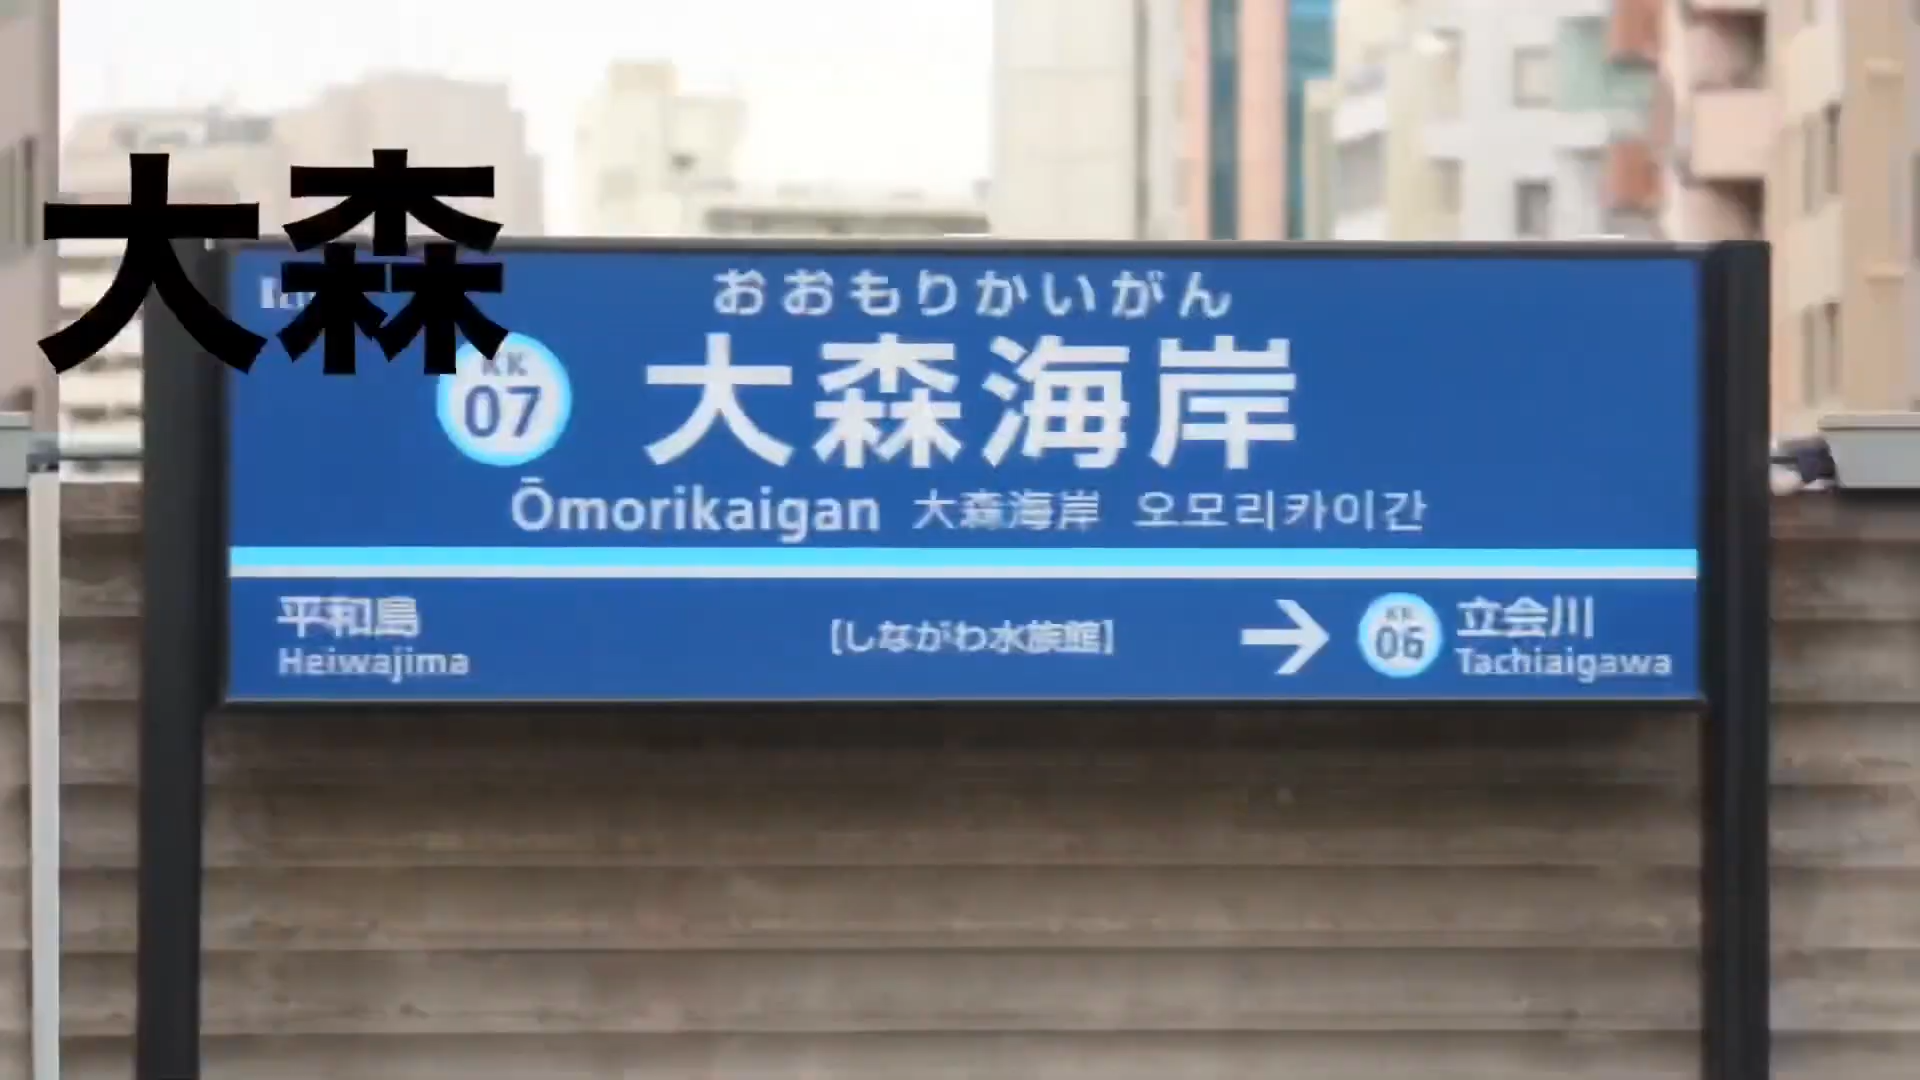 大森
おおもりかいがん
KK
07
大森海岸
Ōmorikaigan 大森海岸 오모리카이간
平和島
Heiwajima
[しながわ水族館]
→
KK
06
立会川
Tachiaigawa